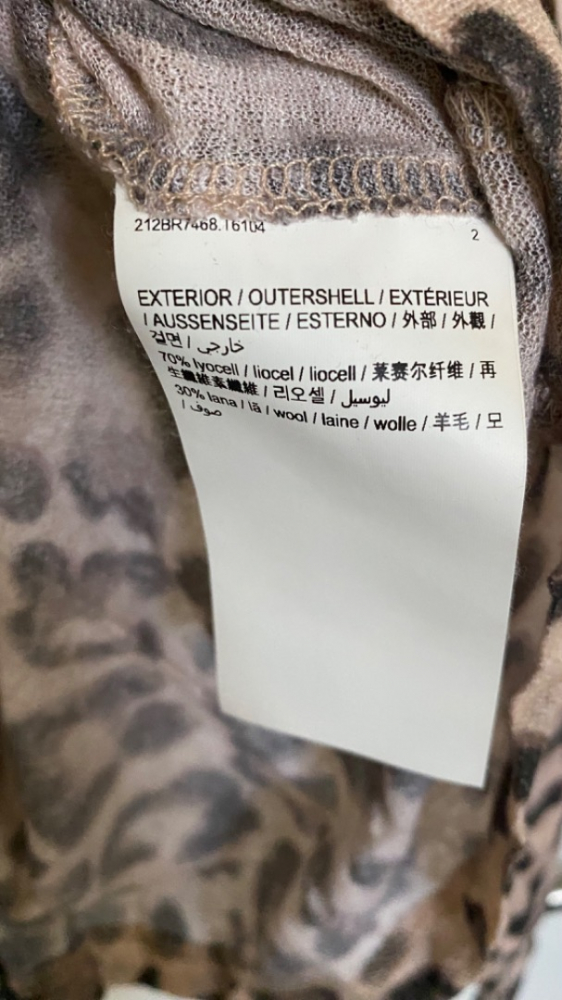 212BR7468.16104
2
EXTERIOR / OUTERSHELL / EXTÉRIEUR
/ AUSSENSEITE / ESTERNO / 外部 / 外觀 /
겉면 / خارجي
70% lyocell / liocel / liocell / 莱赛尔纤维 / 再
生纖維素纖維 / 리오셀 / ليوسيل
30% lana / lã / wool / laine / wolle / 羊毛 / 모
/ صوف